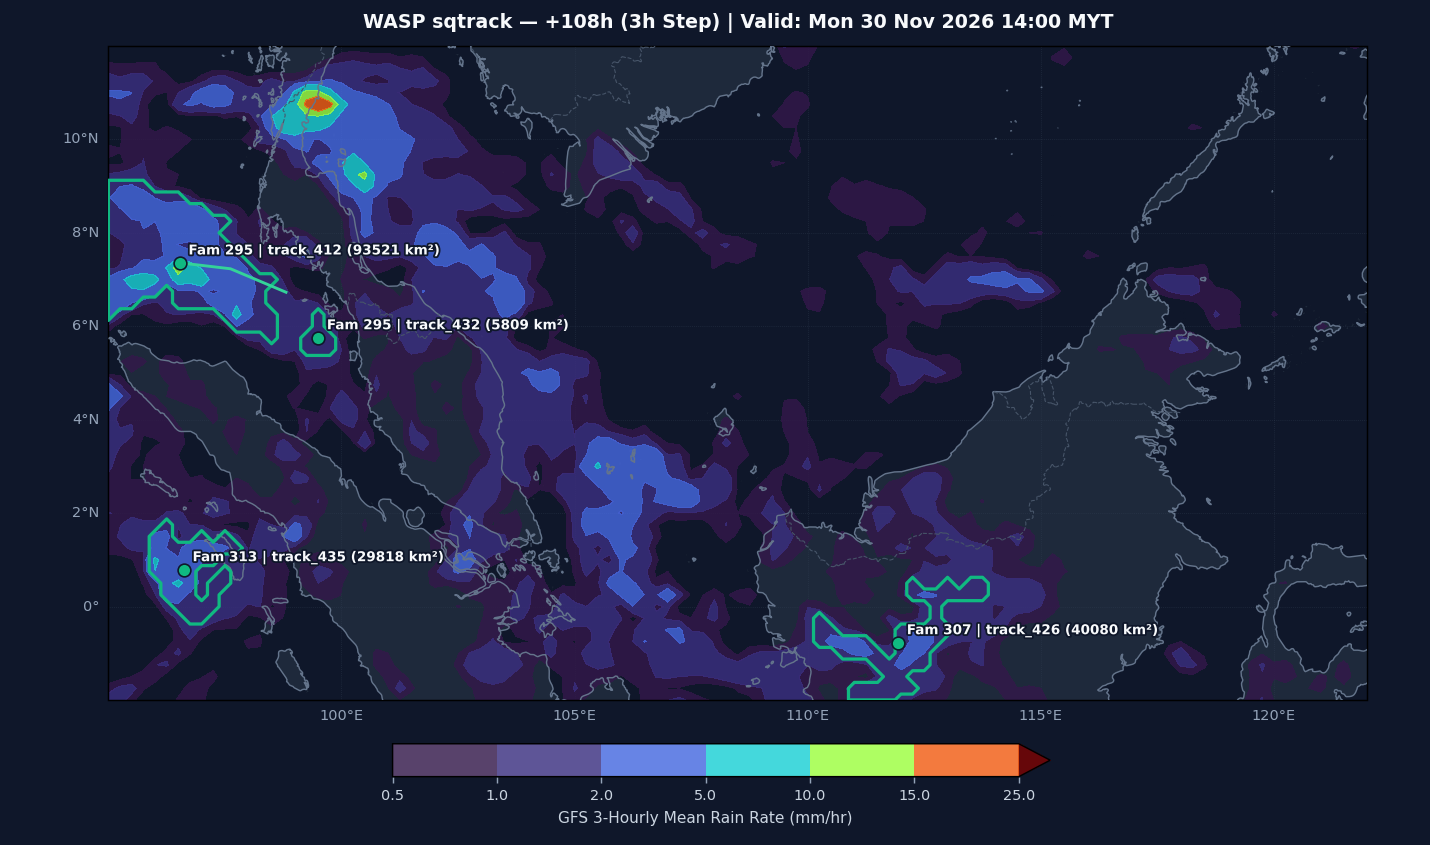 WASP sqtrack — +108h (3h Step) | Valid: Mon 30 Nov 2026 14:00 MYT
10°N
8°N
Fam 295 | track_412 (93521 km²)
6°N
Fam 295 | track_432 (5809 km²)
4°N
2°N
Fam 313 | track_435 (29818 km²)
0°
Fam 307 | track_426 (40080 km²)
100°E 105°E 110°E 115°E 120°E
0.5 1.0 2.0 5.0 10.0 15.0 25.0
GFS 3-Hourly Mean Rain Rate (mm/hr)